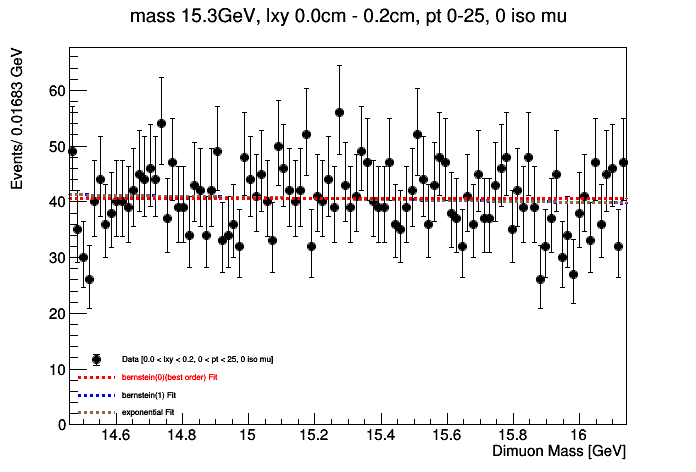 mass 15.3GeV, lxy 0.0cm - 0.2cm, pt 0-25, 0 iso mu
Events/ 0.01683 GeV
60
50
40
30
20
10
0
Data [0.0 < lxy < 0.2, 0 < pt < 25, 0 iso mu]
bernstein(0)(best order) Fit
bernstein(1) Fit
exponential Fit
14.6 14.8 15 15.2 15.4 15.6 15.8 16
Dimuon Mass [GeV]